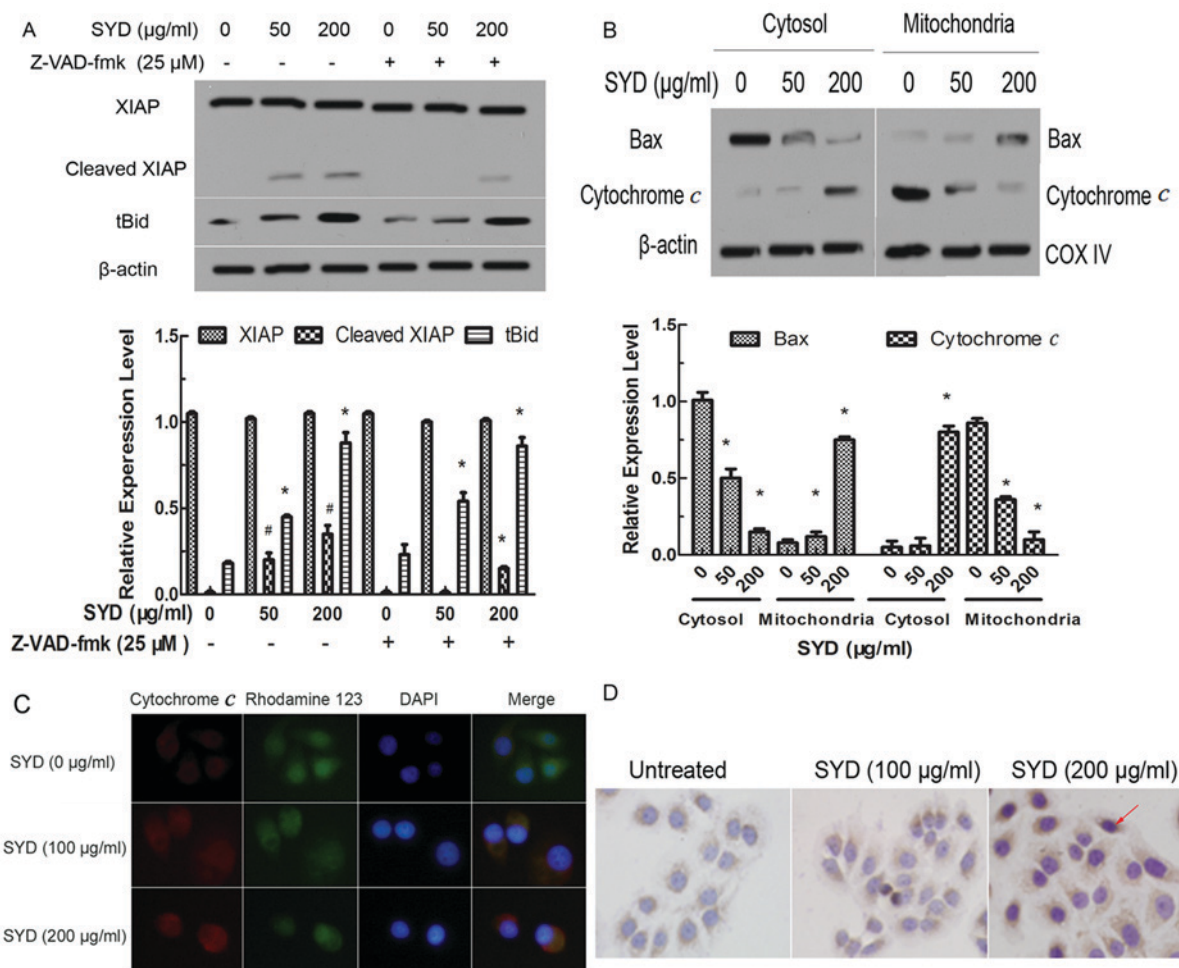 A
SYD (µg/ml) 0 50 200 0 50 200
Z-VAD-fmk (25 µM) - - - + + +
XIAP
Cleaved XIAP
tBid
β-actin
XIAP Cleaved XIAP tBid
Relative Experession Level
1.5
1.0
0.5
0.0
# * # * * * *
SYD (µg/ml) 0 50 200 0 50 200
Z-VAD-fmk (25 µM ) - - - + + +
B
Cytosol Mitochondria
SYD (µg/ml) 0 50 200 0 50 200
Bax Bax
Cytochrome c Cytochrome c
β-actin COX IV
Bax Cytochrome c
Relative Expression Level
1.5
1.0
0.5
0.0
* * * * * * *
0 50 200 0 50 200 0 50 200 0 50 200
Cytosol Mitochondria Cytosol Mitochondria
SYD (µg/ml)
C
Cytochrome c Rhodamine 123 DAPI Merge
SYD (0 µg/ml)
SYD (100 µg/ml)
SYD (200 µg/ml)
D
Untreated SYD (100 µg/ml) SYD (200 µg/ml)